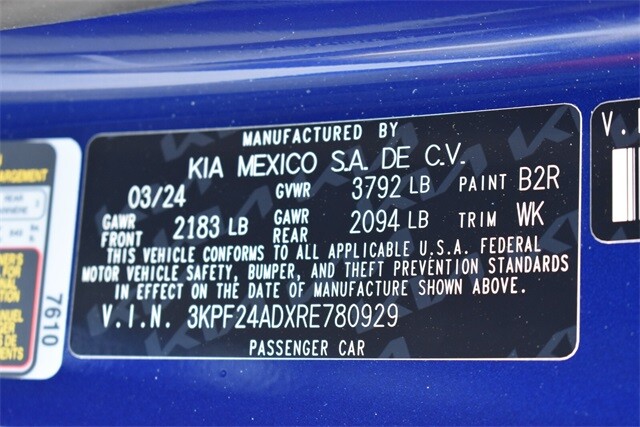 MANUFACTURED BY
KIA MEXICO S.A. DE C.V.
03/24 GVWR 3792 LB PAINT B2R
GAWR FRONT 2183 LB GAWR REAR 2094 LB TRIM WK
THIS VEHICLE CONFORMS TO ALL APPLICABLE U.S.A. FEDERAL
MOTOR VEHICLE SAFETY, BUMPER, AND THEFT PREVENTION STANDARDS
IN EFFECT ON THE DATE OF MANUFACTURE SHOWN ABOVE.
V.I.N. 3KPF24ADXRE780929
PASSENGER CAR
7610
REAR
V.I